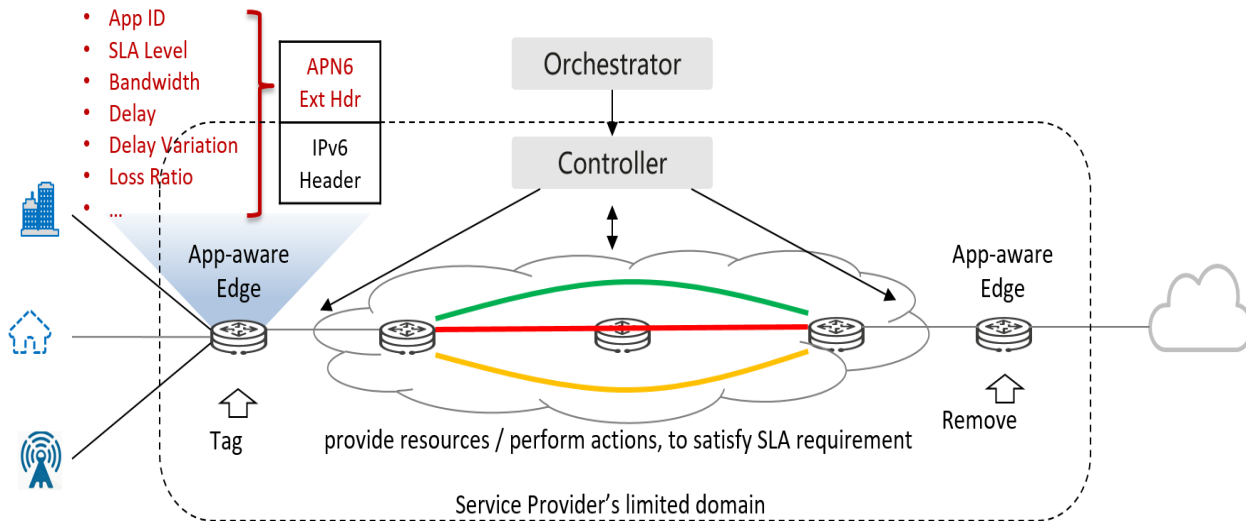 • App ID
• SLA Level
• Bandwidth
• Delay
• Delay Variation
• Loss Ratio
• ...
APN6
Ext Hdr
IPv6
Header
Orchestrator
Controller
App-aware
Edge
App-aware
Edge
Tag
Remove
provide resources / perform actions, to satisfy SLA requirement
Service Provider’s limited domain